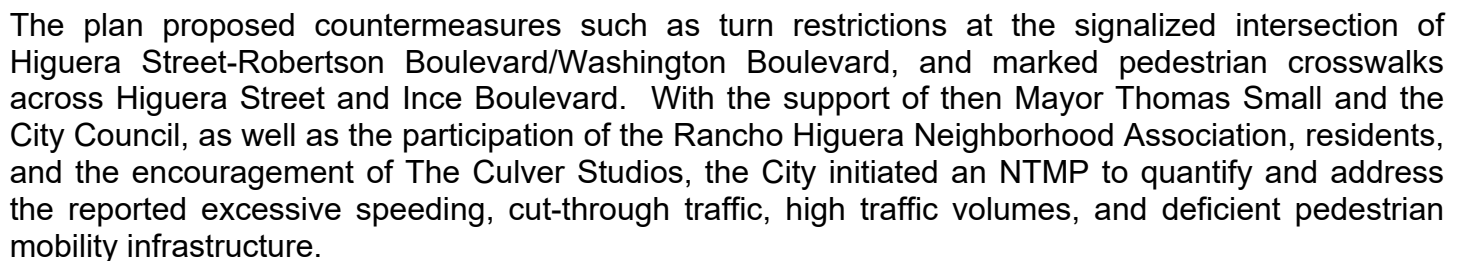 The plan proposed countermeasures such as turn restrictions at the signalized intersection of
Higuera Street-Robertson Boulevard/Washington Boulevard, and marked pedestrian crosswalks
across Higuera Street and Ince Boulevard.  With the support of then Mayor Thomas Small and the
City Council, as well as the participation of the Rancho Higuera Neighborhood Association, residents,
and the encouragement of The Culver Studios, the City initiated an NTMP to quantify and address
the reported excessive speeding, cut-through traffic, high traffic volumes, and deficient pedestrian
mobility infrastructure.